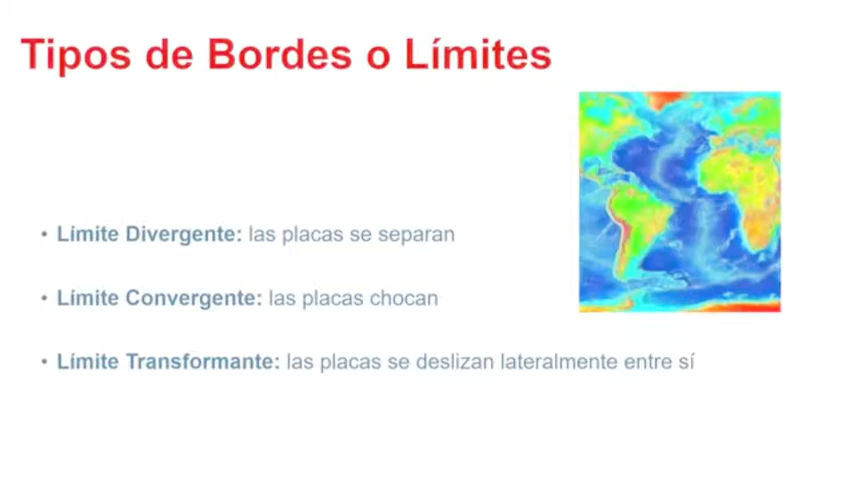 Tipos de Bordes o Límites
• Límite Divergente: las placas se separan
• Límite Convergente: las placas chocan
• Límite Transformante: las placas se deslizan lateralmente entre sí